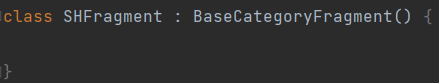 class SHFragment : BaseCategoryFragment() {
}